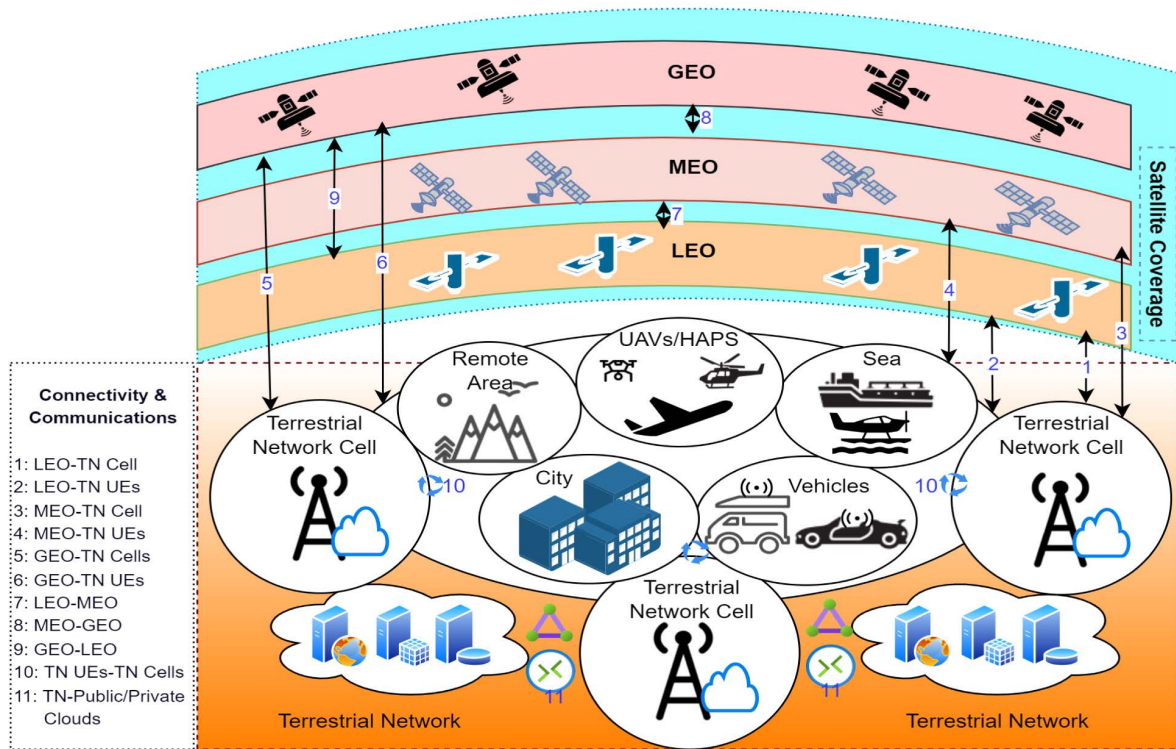 GEO
8
MEO
9
7
Satellite Coverage
LEO
5
6
4
3
UAVs/HAPS
Remote
Area
Sea
2
1
Connectivity &
Communications
1: LEO-TN Cell
2: LEO-TN UEs
3: MEO-TN Cell
4: MEO-TN UEs
5: GEO-TN Cells
6: GEO-TN UEs
7: LEO-MEO
8: MEO-GEO
9: GEO-LEO
10: TN UEs-TN Cells
11: TN-Public/Private
Clouds
Terrestrial
Network Cell
10
City
Vehicles
10
Terrestrial
Network Cell
Terrestrial
Network Cell
11
11
Terrestrial Network
Terrestrial Network